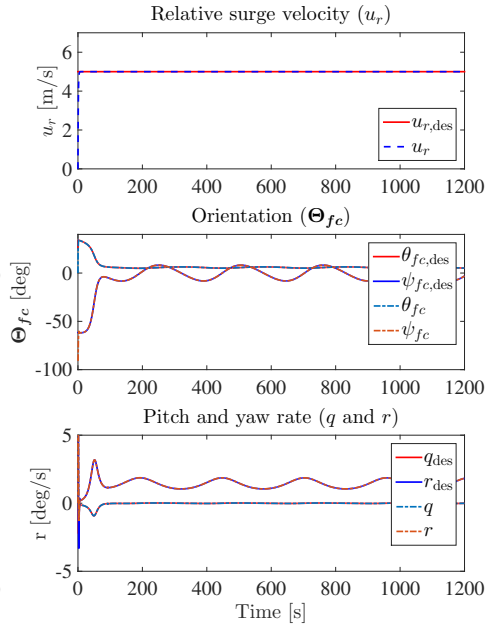 Relative surge velocity (u_r)
6
4
2
0
u_r [m/s]
u_r,des
u_r
0 200 400 600 800 1000 1200
Orientation (Θ_fc)
0
-50
-100
Θ_fc [deg]
θ_fc,des
ψ_fc,des
θ_fc
ψ_fc
0 200 400 600 800 1000 1200
Pitch and yaw rate (q and r)
5
0
-5
r [deg/s]
q_des
r_des
q
r
0 200 400 600 800 1000 1200
Time [s]